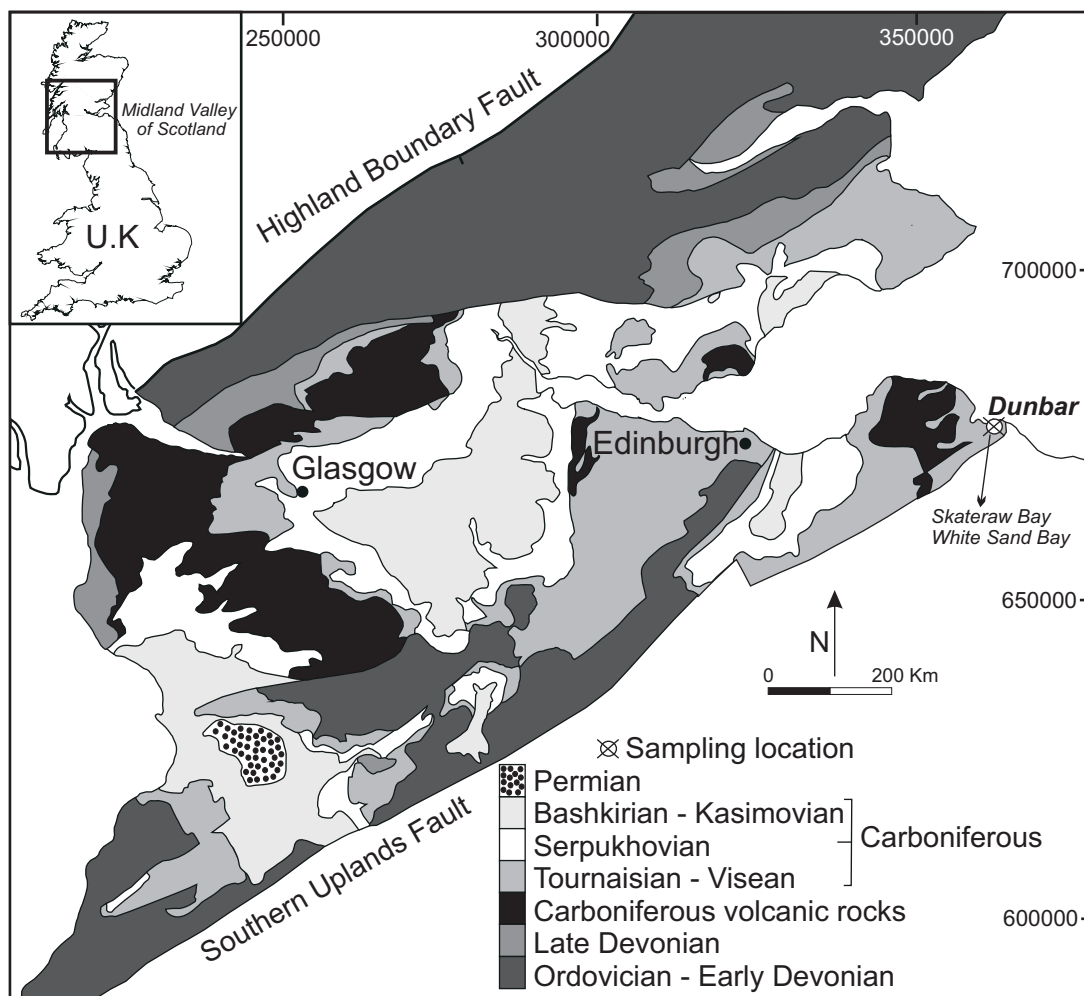 250000
300000
350000
Midland Valley
of Scotland
U.K
Highland Boundary Fault
700000
Dunbar
Edinburgh
Glasgow
Skateraw Bay
White Sand Bay
650000
N
0
200 Km
Sampling location
Permian
Bashkirian - Kasimovian
Carboniferous
Serpukhovian
Tournaisian - Visean
Carboniferous volcanic rocks
Late Devonian
Ordovician - Early Devonian
Southern Uplands Fault
600000